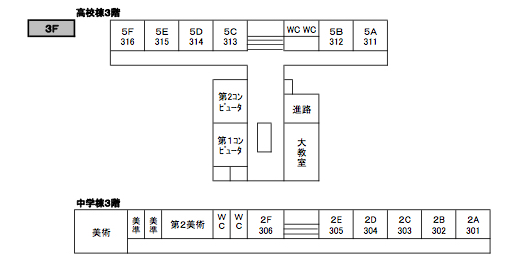 高校棟3階
3F
5F 5E 5D 5C WC WC 5B 5A
316 315 314 313 312 311
第2コン
ピュータ
進路
第1コン
ピュータ
大
教
室
中学棟3階
美術
美
準
美
準
第2美術
W
C
W
C
2F 2E 2D 2C 2B 2A
306 305 304 303 302 301